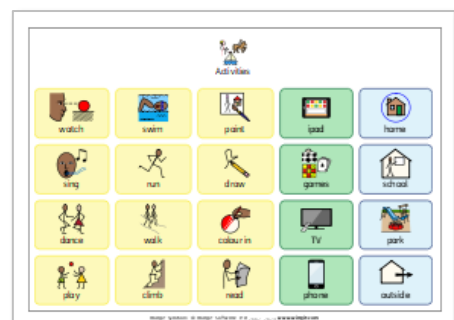 Activities
watch swim paint ipad home
sing run draw games school
dance walk colour in TV park
play climb read phone outside